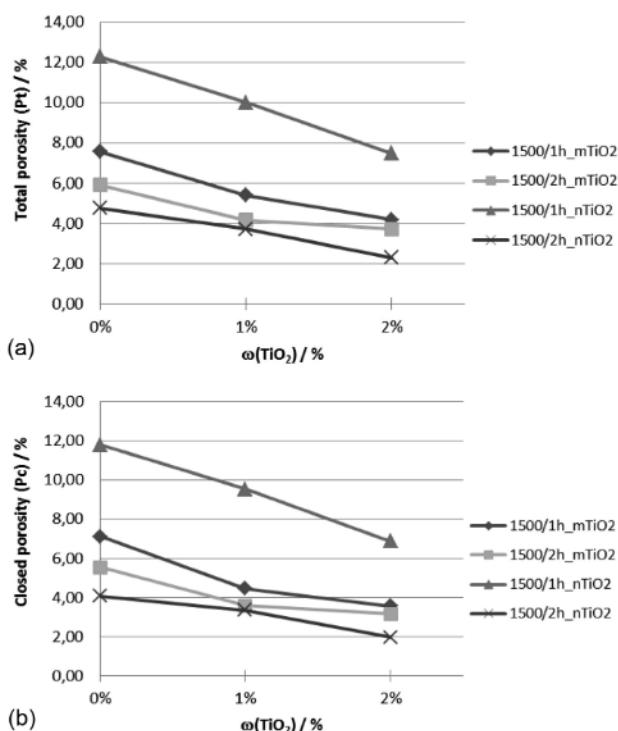 14,00
12,00
10,00
8,00
6,00
4,00
2,00
0,00
Total porosity (Pt) / %
0% 1% 2%
ω(TiO₂) / %
1500/1h_mTiO2
1500/2h_mTiO2
1500/1h_nTiO2
1500/2h_nTiO2
(a)
14,00
12,00
10,00
8,00
6,00
4,00
2,00
0,00
Closed porosity (Pc) / %
0% 1% 2%
ω(TiO₂) / %
1500/1h_mTiO2
1500/2h_mTiO2
1500/1h_nTiO2
1500/2h_nTiO2
(b)